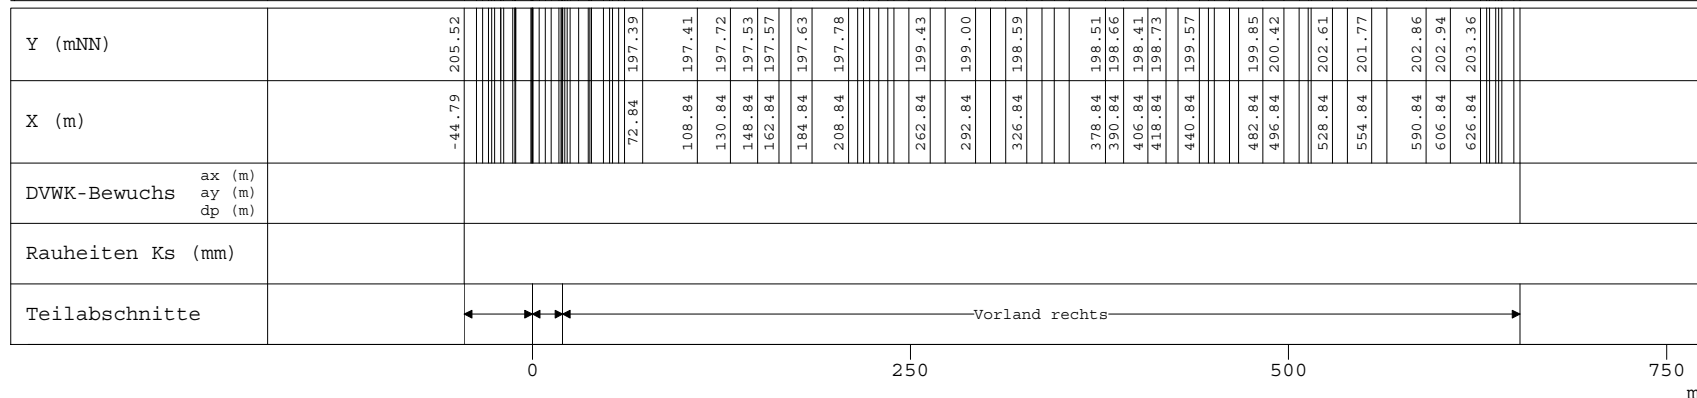 Y (mNN) 205.52 197.39 197.41 197.72 197.53 197.57 197.63 197.78 199.43 199.00 198.59 198.51 198.66 198.41 198.73 199.57 199.85 200.42 202.61 201.77 202.86 202.94 203.36
X (m) -44.79 72.84 108.84 130.84 148.84 162.84 184.84 208.84 262.84 292.84 326.84 378.84 390.84 406.84 418.84 440.84 482.84 496.84 528.84 554.84 590.84 606.84 626.84
DVWK-Bewuchs ax (m)
ay (m)
dp (m)
Rauheiten Ks (mm)
Teilabschnitte Vorland rechts
0 250 500 750
m